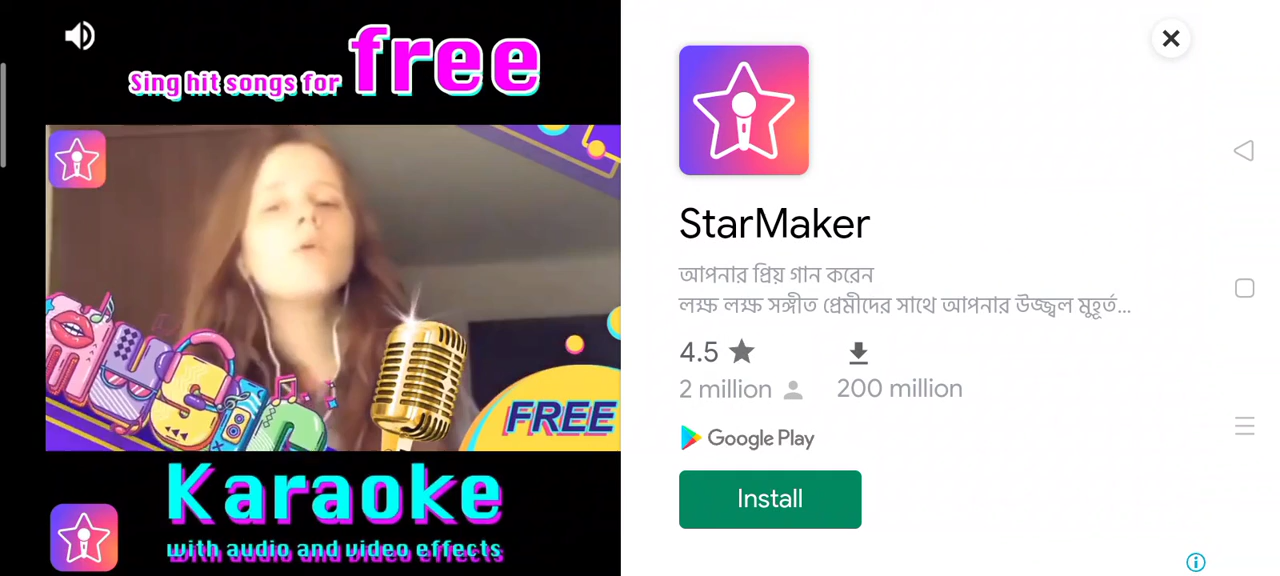 Sing hit songs for free
MUSIC
FREE
Karaoke
with audio and video effects
StarMaker
আপনার প্রিয় গান করেন
লক্ষ লক্ষ সঙ্গীত প্রেমীদের সাথে আপনার উজ্জ্বল মুহূর্ত...
4.5
2 million
200 million
Google Play
Install